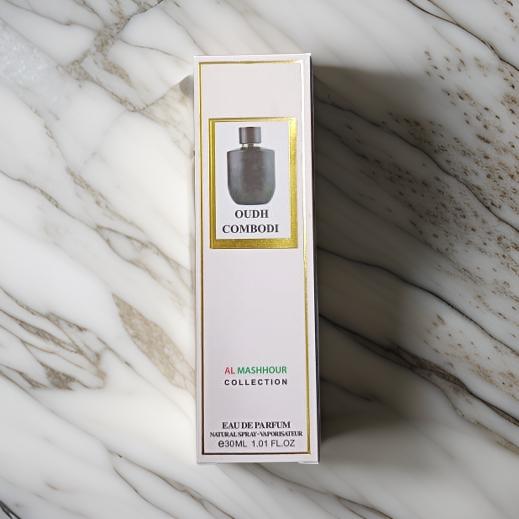 OUDH
COMBODI
AL MASHHOUR
COLLECTION
EAU DE PARFUM
NATURAL SPRAY-VAPORISATEUR
℮30ML 1.01 FL.OZ